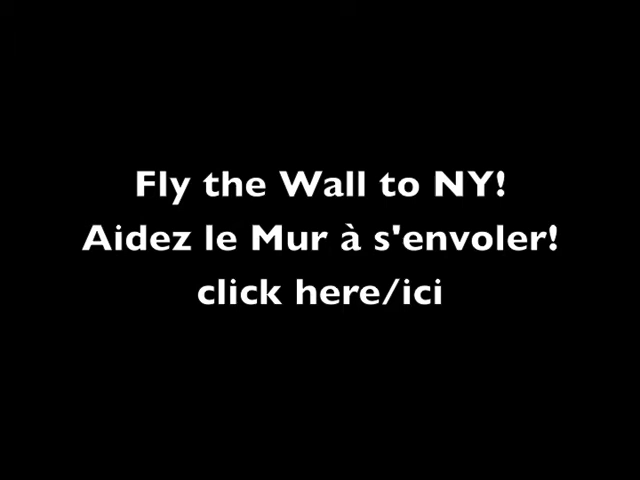 Fly the Wall to NY!
Aidez le Mur à s'envoler!
click here/ici